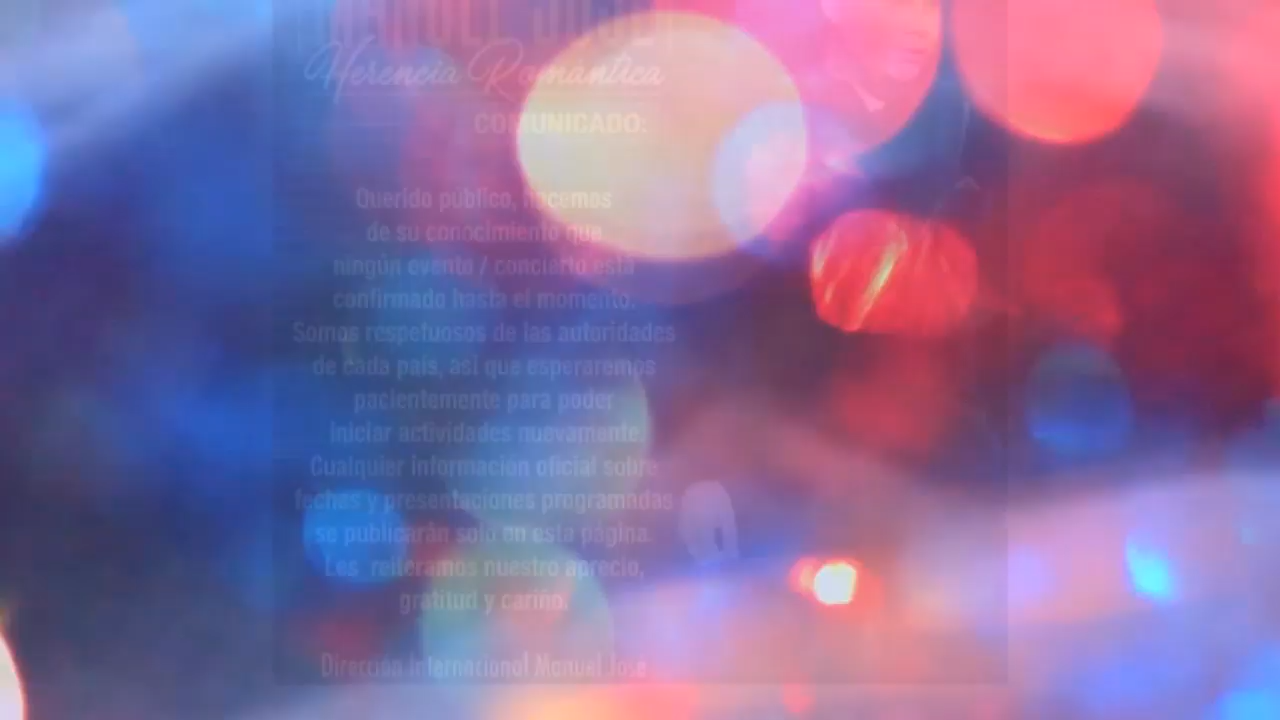 MANUEL JOSÉ
Herencia Romántica
COMUNICADO:
Querido público, hacemos
de su conocimiento que
ningún evento / concierto está
confirmado hasta el momento.
Somos respetuosos de las autoridades
de cada país, así que esperaremos
pacientemente para poder
iniciar actividades nuevamente.
Cualquier información oficial sobre
fechas y presentaciones programadas
se publicarán solo en esta página.
Les reiteramos nuestro aprecio,
gratitud y cariño.
Dirección Internacional Manuel José